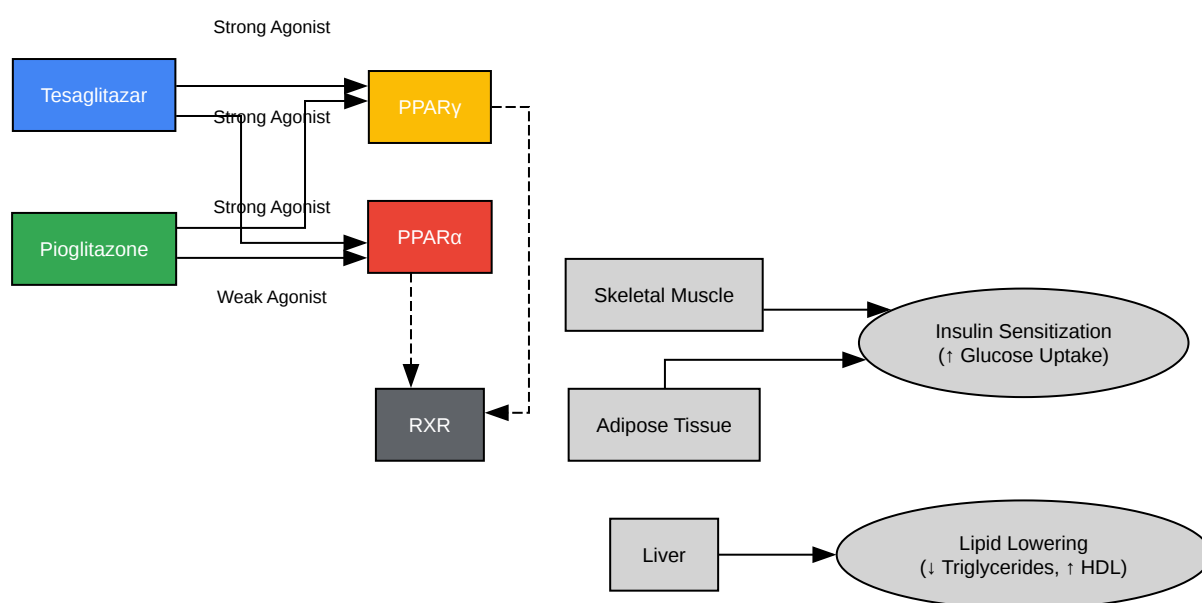 Strong Agonist
Tesaglitazar
PPARγ
Strong Agonist
Strong Agonist
PPARα
Pioglitazone
Weak Agonist
Skeletal Muscle
Insulin Sensitization
(↑ Glucose Uptake)
RXR
Adipose Tissue
Liver
Lipid Lowering
(↓ Triglycerides, ↑ HDL)